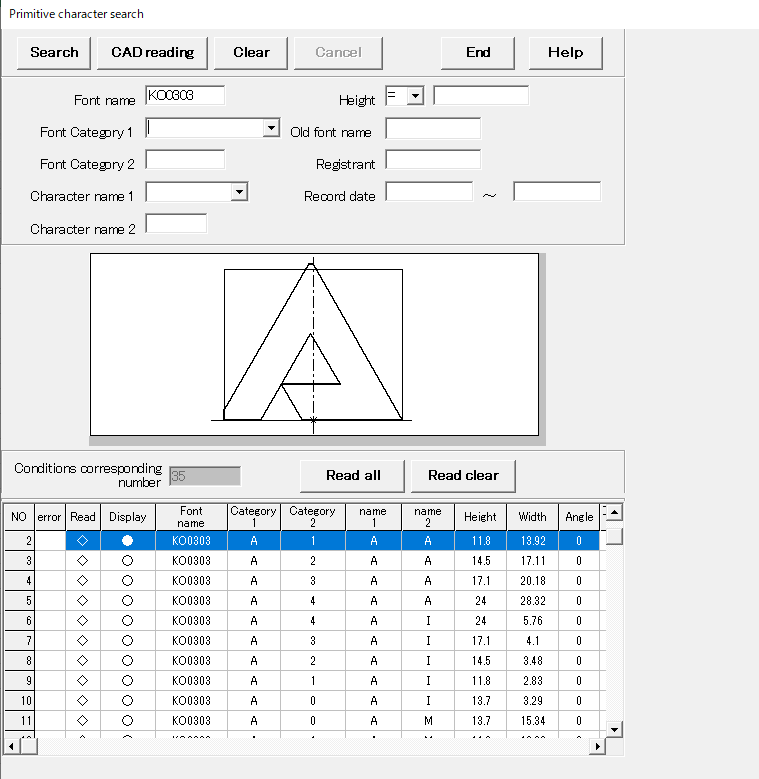 Primitive character search
Search CAD reading Clear Cancel End Help
Font name KO0303 Height =
Font Category 1 Old font name
Font Category 2 Registrant
Character name 1 Record date ～
Character name 2
Conditions corresponding number 35 Read all Read clear
NO error Read Display Font name Category 1 Category 2 name 1 name 2 Height Width Angle
2 ◇ ● KO0303 A 1 A A 11.8 13.92 0
3 ◇ ○ KO0303 A 2 A A 14.5 17.11 0
4 ◇ ○ KO0303 A 3 A A 17.1 20.18 0
5 ◇ ○ KO0303 A 4 A A 24 28.32 0
6 ◇ ○ KO0303 A 4 A I 24 5.76 0
7 ◇ ○ KO0303 A 3 A I 17.1 4.1 0
8 ◇ ○ KO0303 A 2 A I 14.5 3.48 0
9 ◇ ○ KO0303 A 1 A I 11.8 2.83 0
10 ◇ ○ KO0303 A 0 A I 13.7 3.29 0
11 ◇ ○ KO0303 A 0 A M 13.7 15.34 0